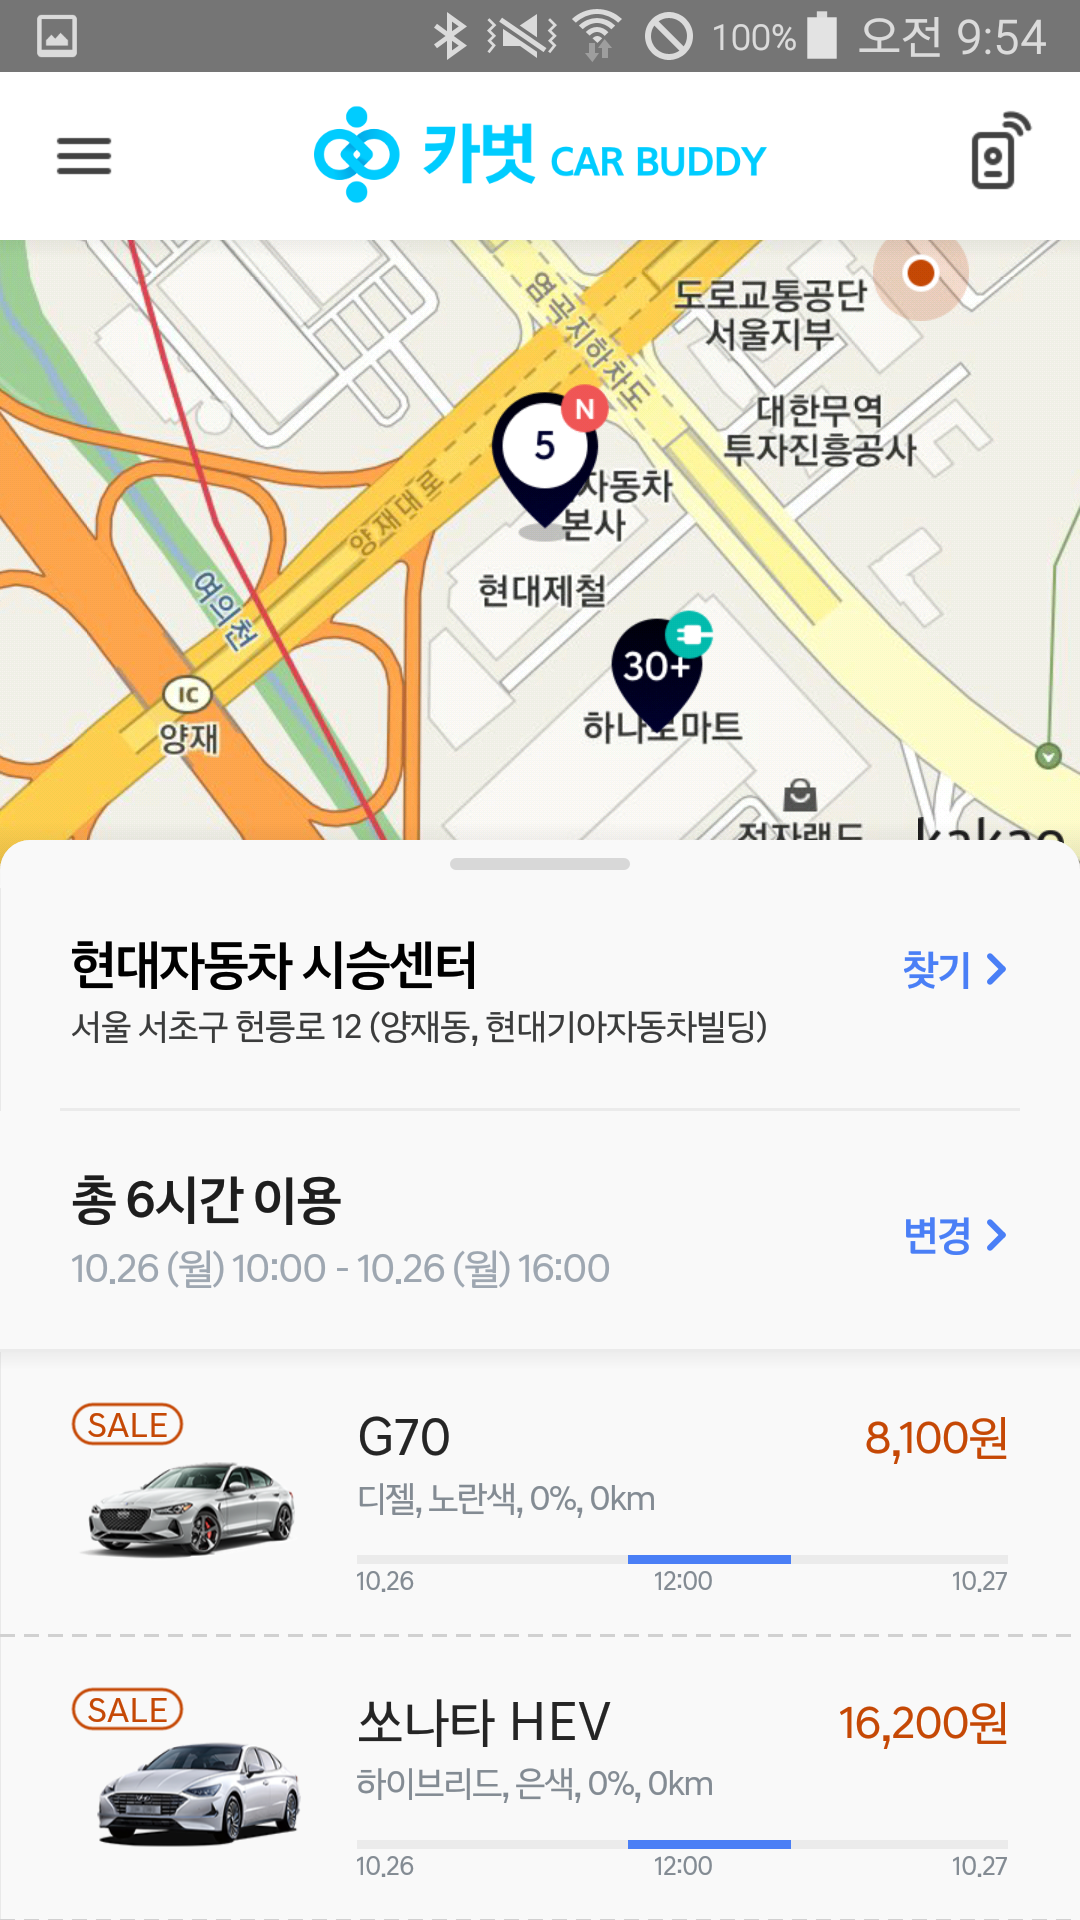 100% 오전 9:54
카벗 CAR BUDDY
염곡지하차도
도로교통공단
서울지부
대한무역
투자진흥공사
N
5
자동차
본사
양재대로
현대제철
여의천
30+
IC
양재
하나로마트
전자랜드
kakao
현대자동차 시승센터
찾기
서울 서초구 헌릉로 12 (양재동, 현대기아자동차빌딩)
총 6시간 이용
변경
10.26 (월) 10:00 - 10.26 (월) 16:00
SALE
G70
8,100원
디젤, 노란색, 0%, 0km
10.26 12:00 10.27
SALE
쏘나타 HEV
16,200원
하이브리드, 은색, 0%, 0km
10.26 12:00 10.27